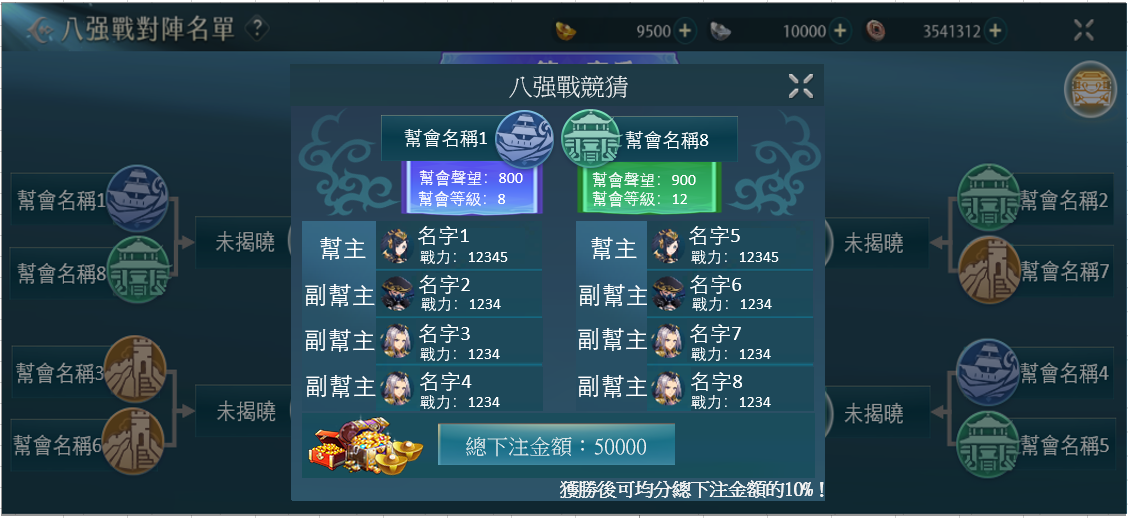 八强戰對陣名單 ?
9500
10000
3541312
八强戰競猜
幫會名稱1
幫會名稱8
幫會聲望：800
幫會等級：8
幫會聲望：900
幫會等級：12
幫主
名字1
戰力：12345
副幫主
名字2
戰力：1234
副幫主
名字3
戰力：1234
副幫主
名字4
戰力：1234
幫主
名字5
戰力：12345
副幫主
名字6
戰力：1234
副幫主
名字7
戰力：1234
副幫主
名字8
戰力：1234
總下注金額：50000
獲勝後可均分總下注金額的10%！
幫會名稱1
幫會名稱8
未揭曉
幫會名稱3
幫會名稱6
未揭曉
幫會名稱2
幫會名稱7
未揭曉
幫會名稱4
幫會名稱5
未揭曉